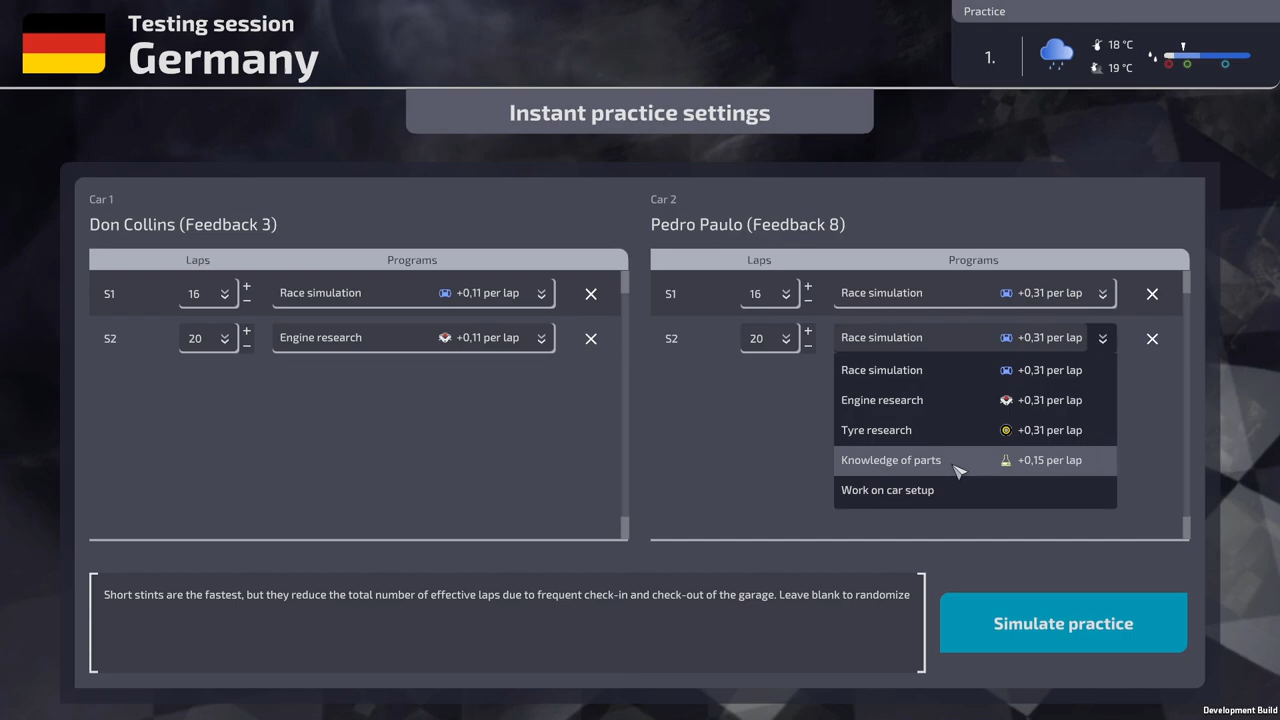 Testing session
Germany
Practice
1.
18 °C
19 °C
Instant practice settings
Car 1
Don Collins (Feedback 3)
Laps Programs
S1 16 + − Race simulation +0,11 per lap
S2 20 + − Engine research +0,11 per lap
Car 2
Pedro Paulo (Feedback 8)
Laps Programs
S1 16 + − Race simulation +0,31 per lap
S2 20 + − Race simulation +0,31 per lap
Race simulation +0,31 per lap
Engine research +0,31 per lap
Tyre research +0,31 per lap
Knowledge of parts +0,15 per lap
Work on car setup
Short stints are the fastest, but they reduce the total number of effective laps due to frequent check-in and check-out of the garage. Leave blank to randomize
Simulate practice
Development Build